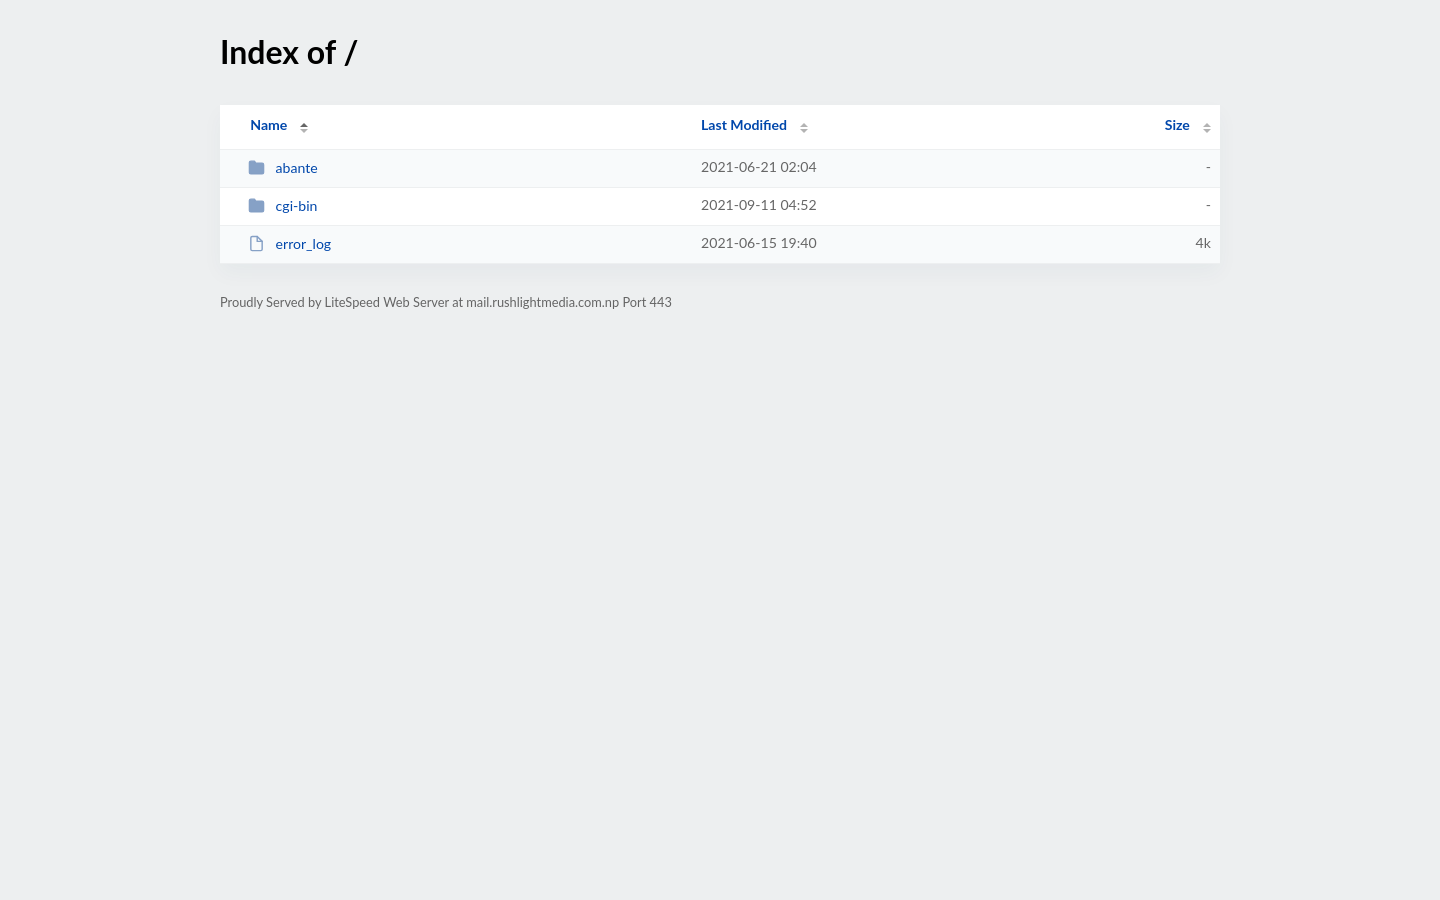 Index of /
Name Last Modified Size
abante 2021-06-21 02:04 -
cgi-bin 2021-09-11 04:52 -
error_log 2021-06-15 19:40 4k
Proudly Served by LiteSpeed Web Server at mail.rushlightmedia.com.np Port 443